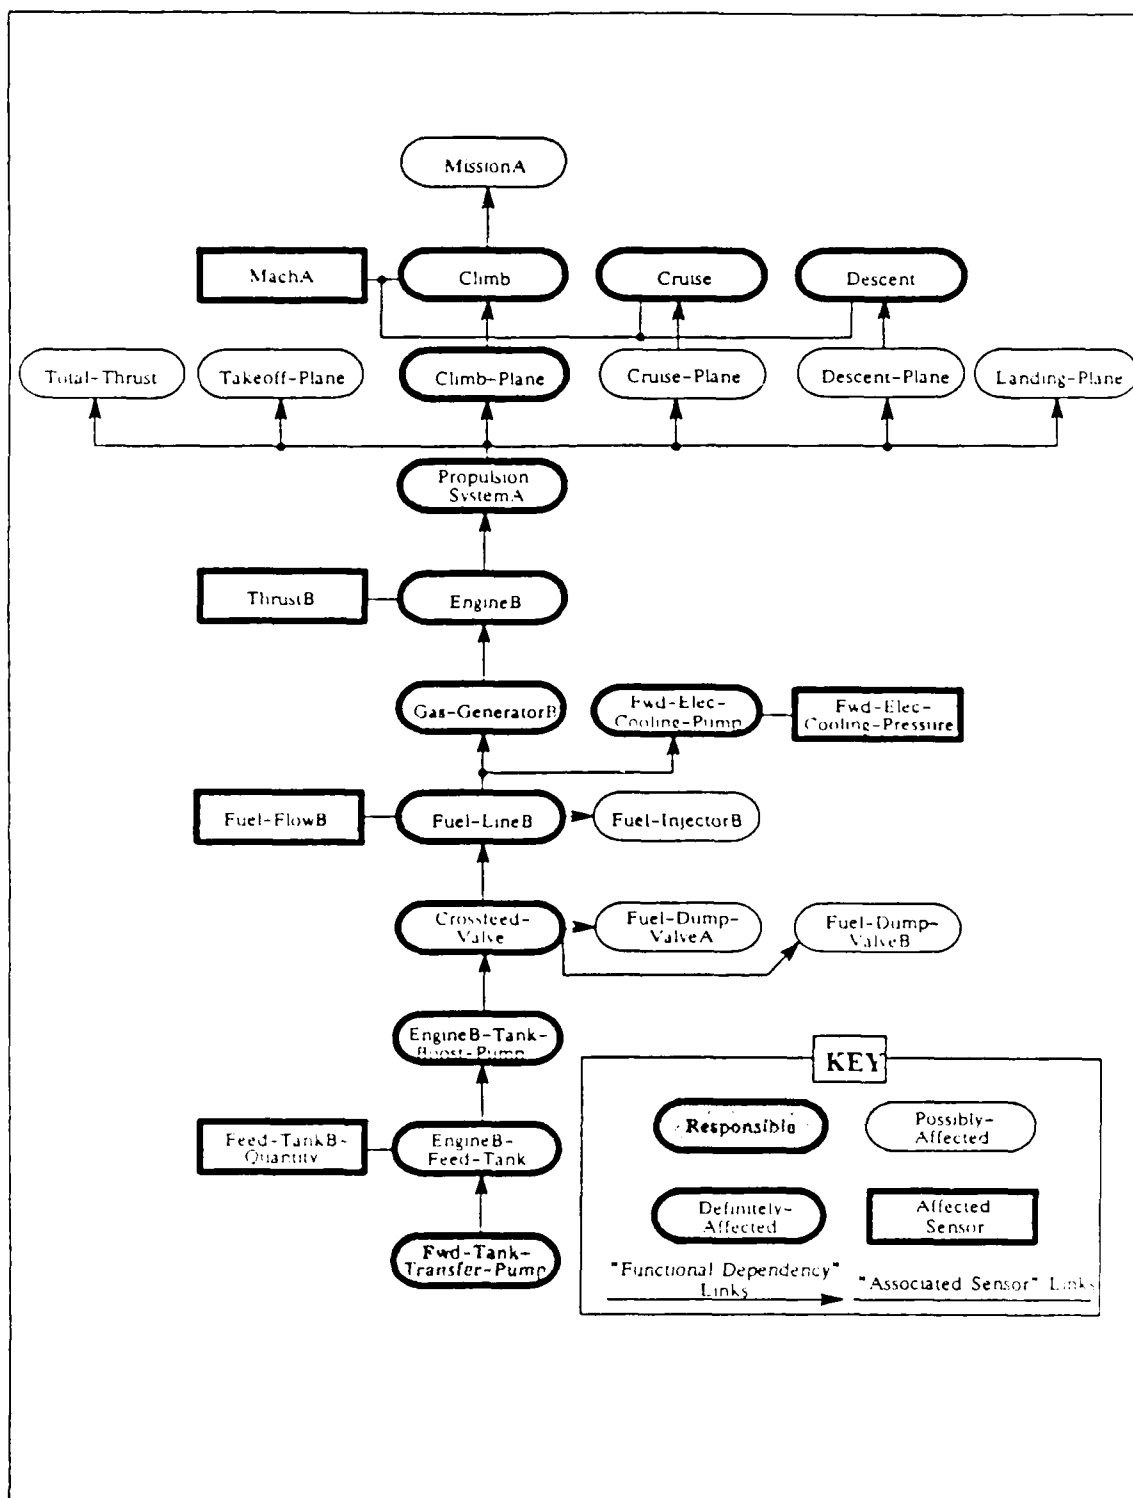 MissionA
MachA
Climb
Cruise
Descent
Total-Thrust
Takeoff-Plane
Climb-Plane
Cruise-Plane
Descent-Plane
Landing-Plane
Propulsion
SystemA
ThrustB
EngineB
Gas-GeneratorB
Fwd-Elec-
Cooling-Pump
Fwd-Elec-
Cooling-Pressure
Fuel-FlowB
Fuel-LineB
Fuel-InjectorB
Crossfeed-
Valve
Fuel-Dump-
ValveA
Fuel-Dump-
ValveB
EngineB-Tank-
Boost-Pump
Feed-TankB-
Quantity
EngineB-
Feed-Tank
Fwd-Tank-
Transfer-Pump
KEY
Responsible
Possibly-
Affected
Definitely-
Affected
Affected
Sensor
"Functional Dependency"
Links
"Associated Sensor" Links